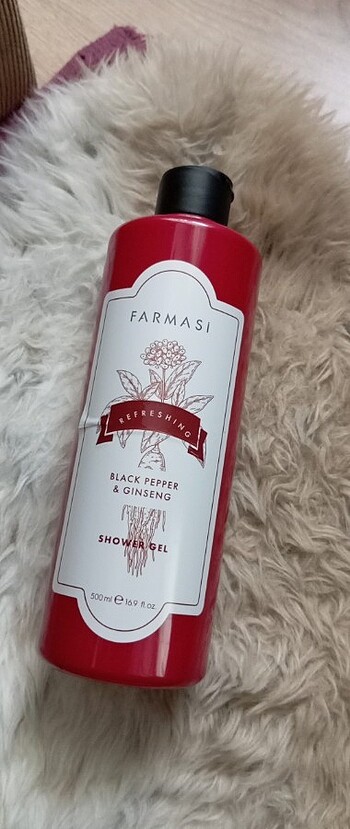 FARMASi
REFRESHING
BLACK PEPPER
& GINSENG
SHOWER GEL
500 ml ℮ 16.9 fl. oz.